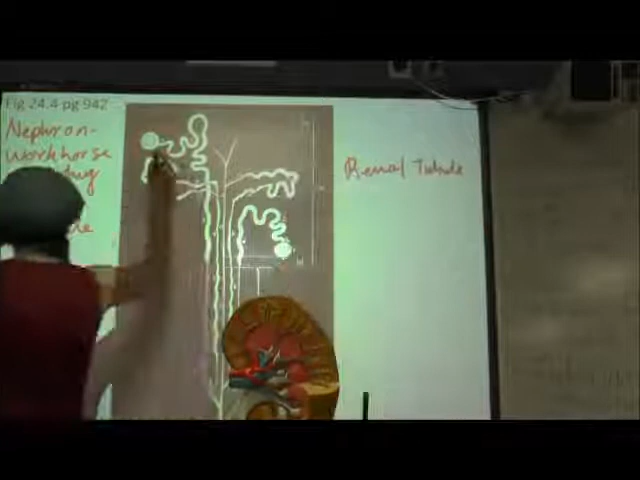 Fig 24.4 pg 942
Nephron-
Workhorse
Renal Tubule